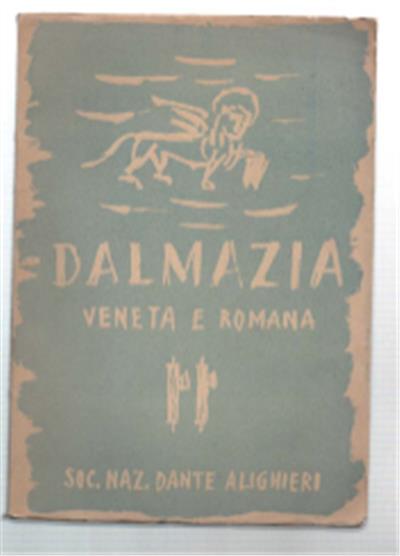 DALMAZIA
VENETA E ROMANA
SOC. NAZ. DANTE ALIGHIERI